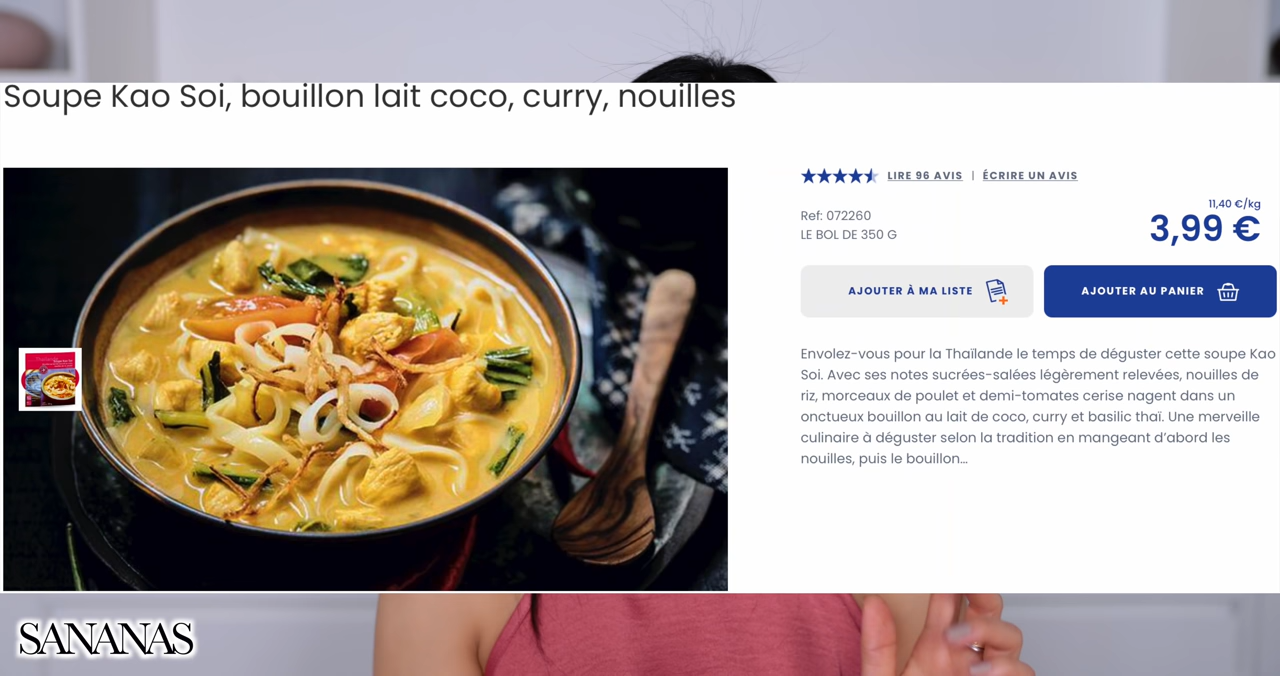 Soupe Kao Soi, bouillon lait coco, curry, nouilles
LIRE 96 AVIS | ÉCRIRE UN AVIS
11,40 €/kg
Ref: 072260
3,99 €
LE BOL DE 350 G
AJOUTER À MA LISTE
AJOUTER AU PANIER
Envolez-vous pour la Thaïlande le temps de déguster cette soupe Kao
Soi. Avec ses notes sucrées-salées légèrement relevées, nouilles de
riz, morceaux de poulet et demi-tomates cerise nagent dans un
onctueux bouillon au lait de coco, curry et basilic thaï. Une merveille
culinaire à déguster selon la tradition en mangeant d’abord les
nouilles, puis le bouillon...
SANANAS